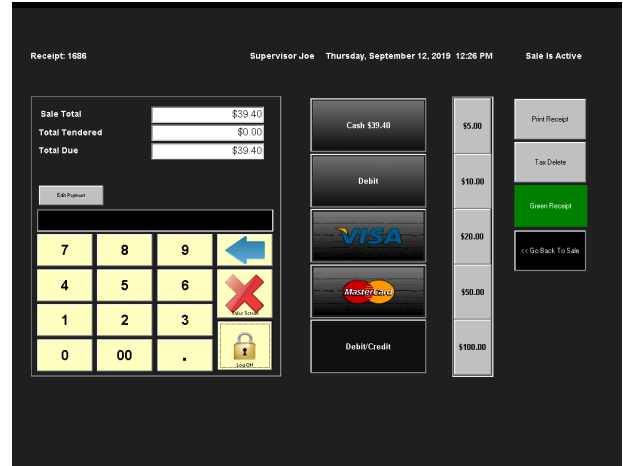 Receipt: 1686
Supervisor Joe Thursday, September 12, 2019 12:26 PM
Sale Is Active
Sale Total $39.40
Total Tendered $0.00
Total Due $39.40
Edit Payment
7 8 9
4 5 6
Sales Screen
1 2 3
0 00 .
Log Off
Cash $39.40
Debit
VISA
MasterCard
Debit/Credit
$5.00
$10.00
$20.00
$50.00
$100.00
Print Receipt
Tax Delete
Green Receipt
<< Go Back To Sale